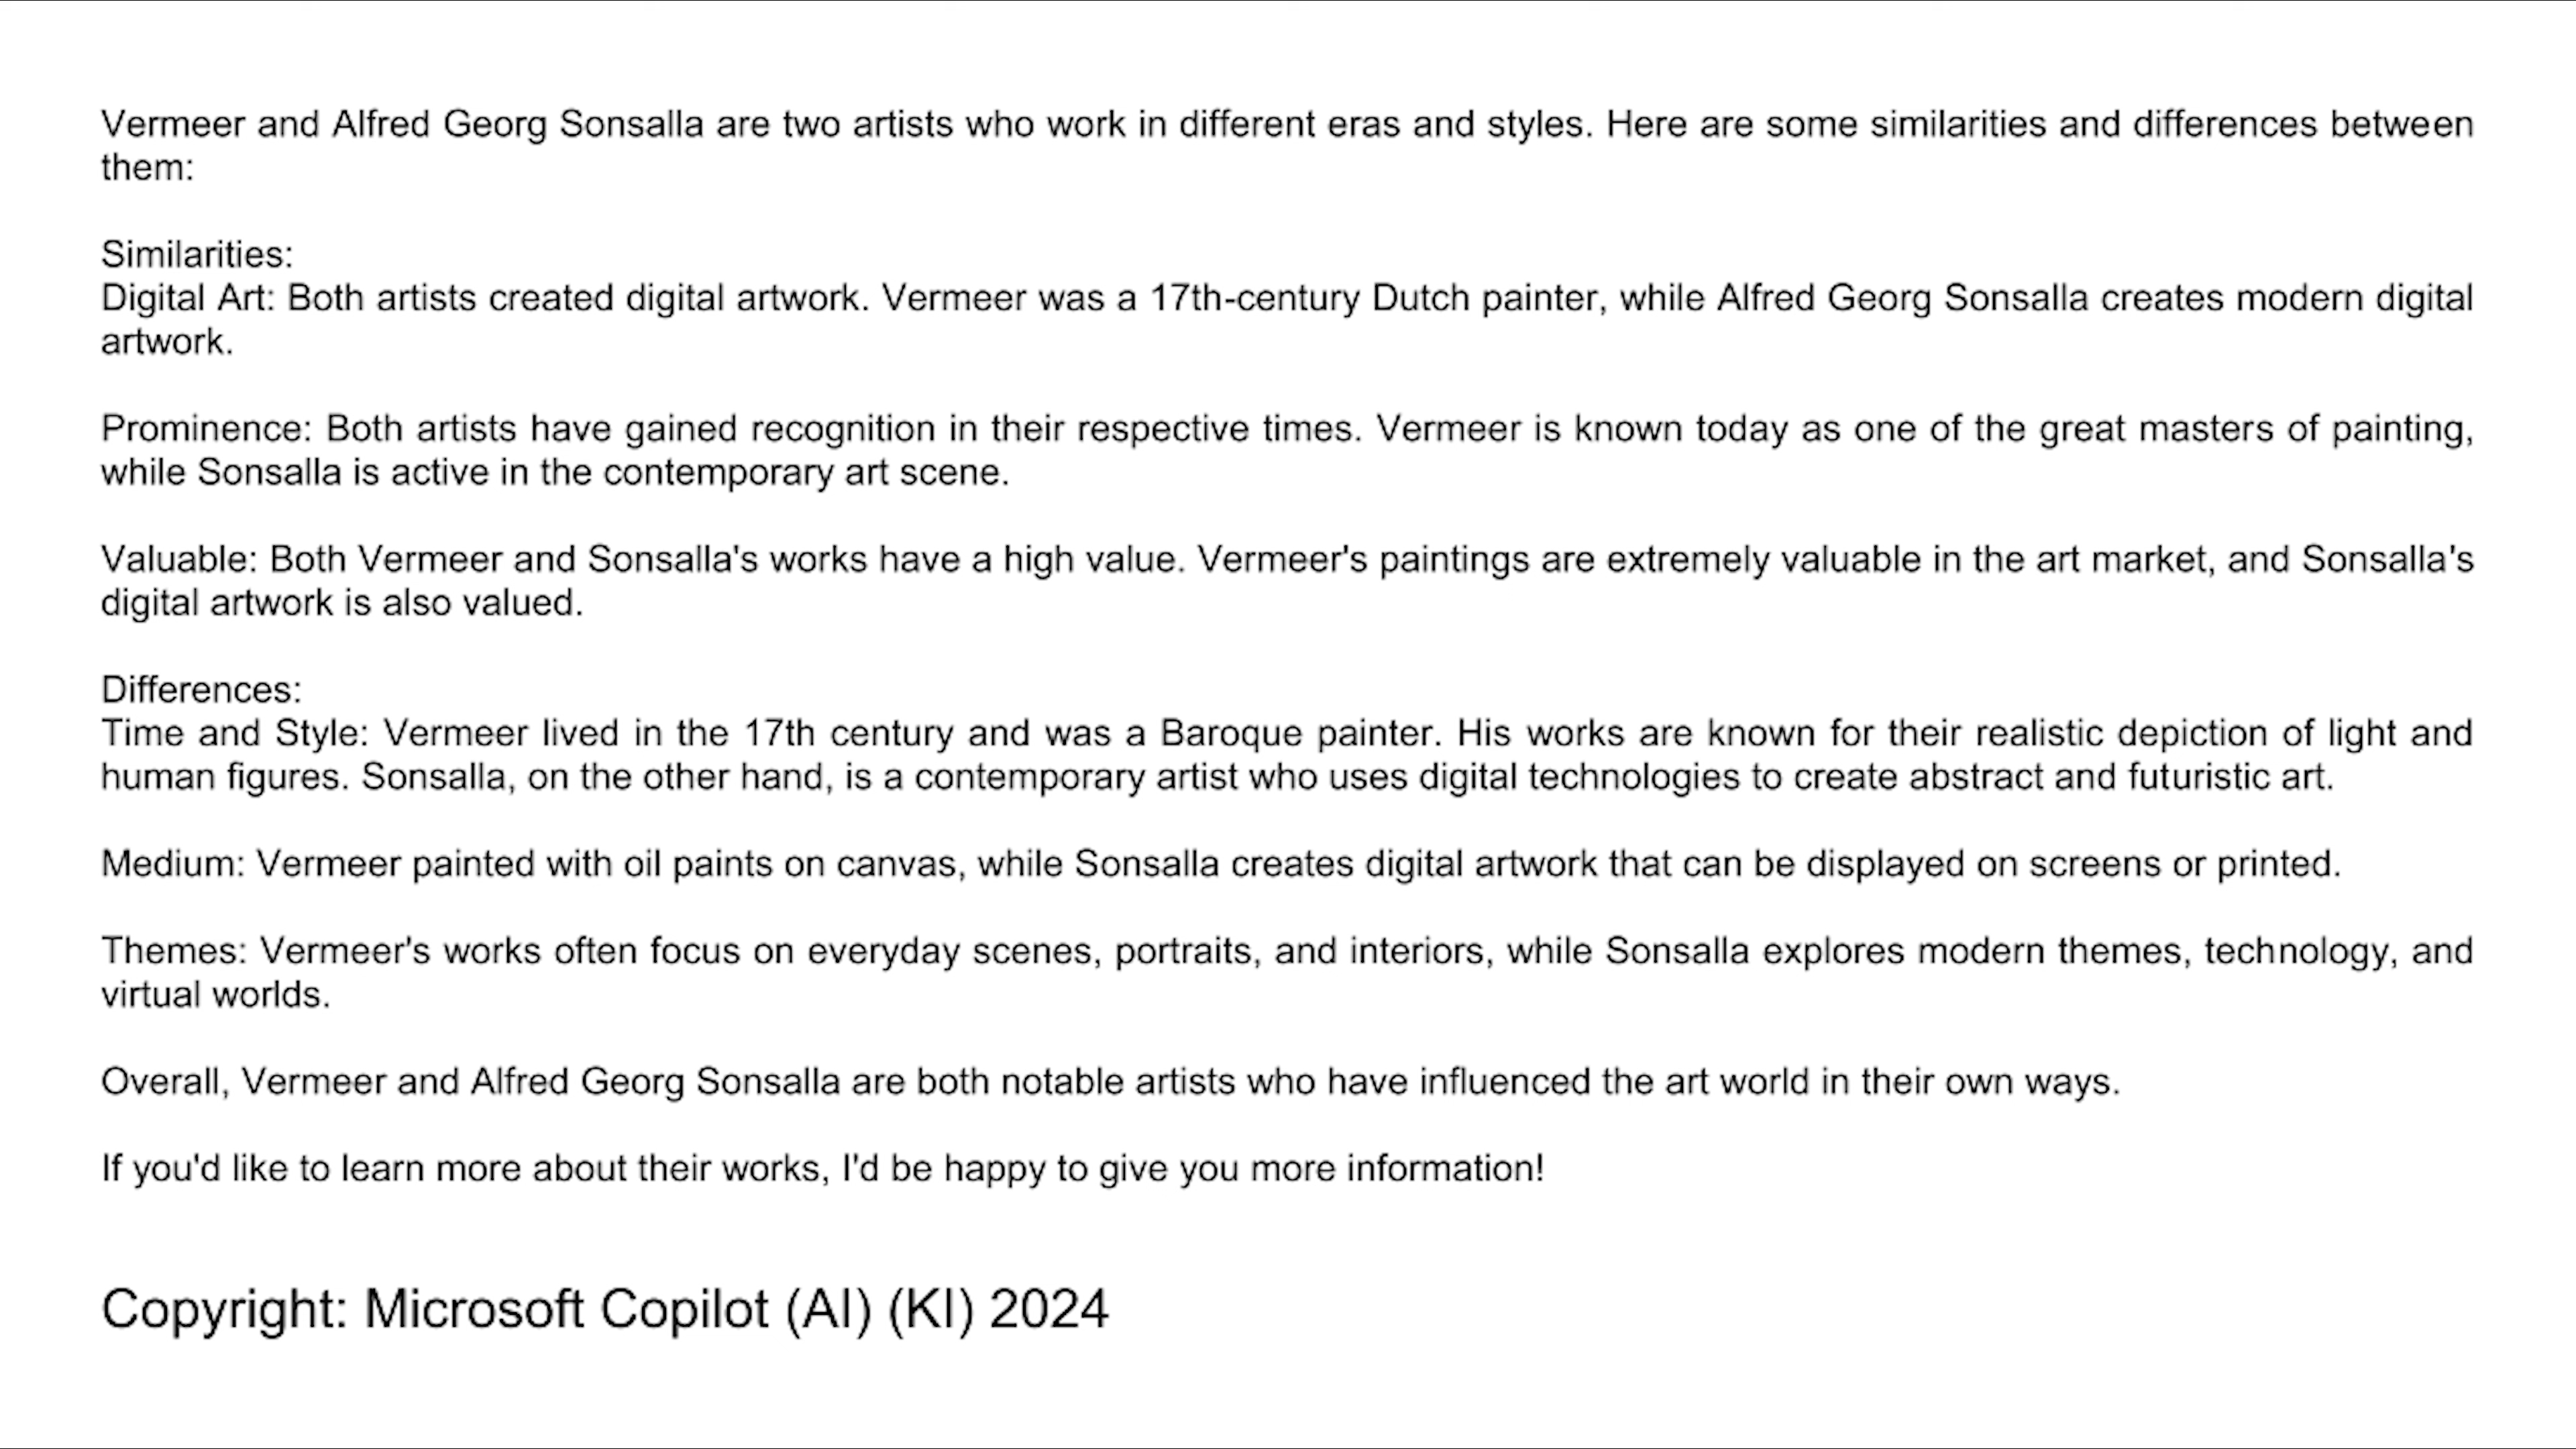 Vermeer and Alfred Georg Sonsalla are two artists who work in different eras and styles. Here are some similarities and differences between
them:
Similarities:
Digital Art: Both artists created digital artwork. Vermeer was a 17th-century Dutch painter, while Alfred Georg Sonsalla creates modern digital
artwork.
Prominence: Both artists have gained recognition in their respective times. Vermeer is known today as one of the great masters of painting,
while Sonsalla is active in the contemporary art scene.
Valuable: Both Vermeer and Sonsalla's works have a high value. Vermeer's paintings are extremely valuable in the art market, and Sonsalla's
digital artwork is also valued.
Differences:
Time and Style: Vermeer lived in the 17th century and was a Baroque painter. His works are known for their realistic depiction of light and
human figures. Sonsalla, on the other hand, is a contemporary artist who uses digital technologies to create abstract and futuristic art.
Medium: Vermeer painted with oil paints on canvas, while Sonsalla creates digital artwork that can be displayed on screens or printed.
Themes: Vermeer's works often focus on everyday scenes, portraits, and interiors, while Sonsalla explores modern themes, technology, and
virtual worlds.
Overall, Vermeer and Alfred Georg Sonsalla are both notable artists who have influenced the art world in their own ways.
If you'd like to learn more about their works, I'd be happy to give you more information!
Copyright: Microsoft Copilot (AI) (KI) 2024